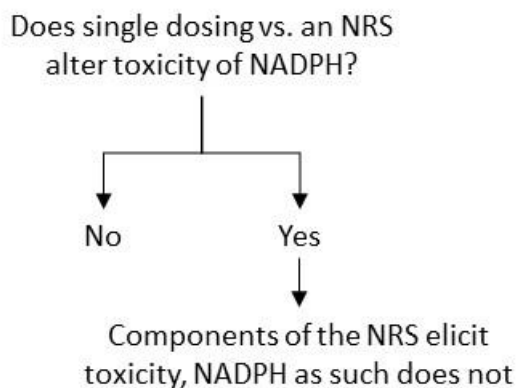 Does single dosing vs. an NRS
alter toxicity of NADPH?
No
Yes
Components of the NRS elicit
toxicity, NADPH as such does not